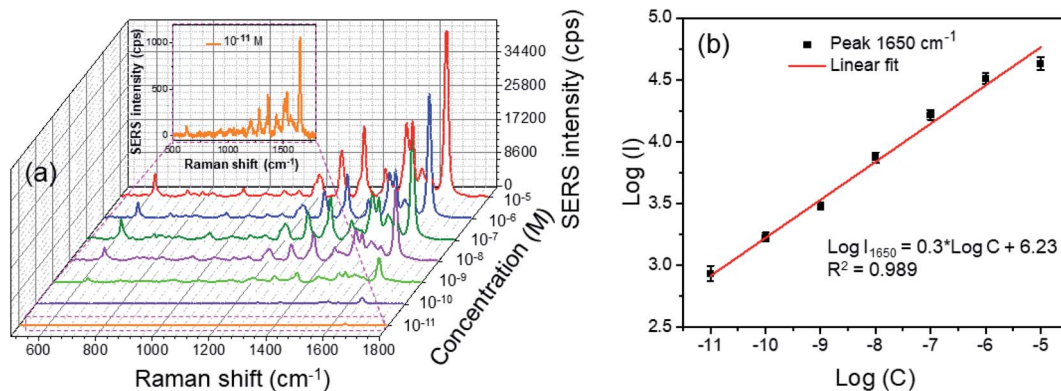 (a)
SERS intensity (cps)
1000
500
0
10⁻¹¹ M
500
1000
1500
Raman shift (cm⁻¹)
34400
25800
17200
8600
0
SERS intensity (cps)
10⁻⁵
10⁻⁶
10⁻⁷
10⁻⁸
10⁻⁹
10⁻¹⁰
10⁻¹¹
Concentration (M)
600 800 1000 1200 1400 1600 1800
Raman shift (cm⁻¹)
(b)
Peak 1650 cm⁻¹
Linear fit
5.0
4.5
4.0
3.5
3.0
2.5
Log (I)
Log I₁₆₅₀ = 0.3*Log C + 6.23
R² = 0.989
-11 -10 -9 -8 -7 -6 -5
Log (C)